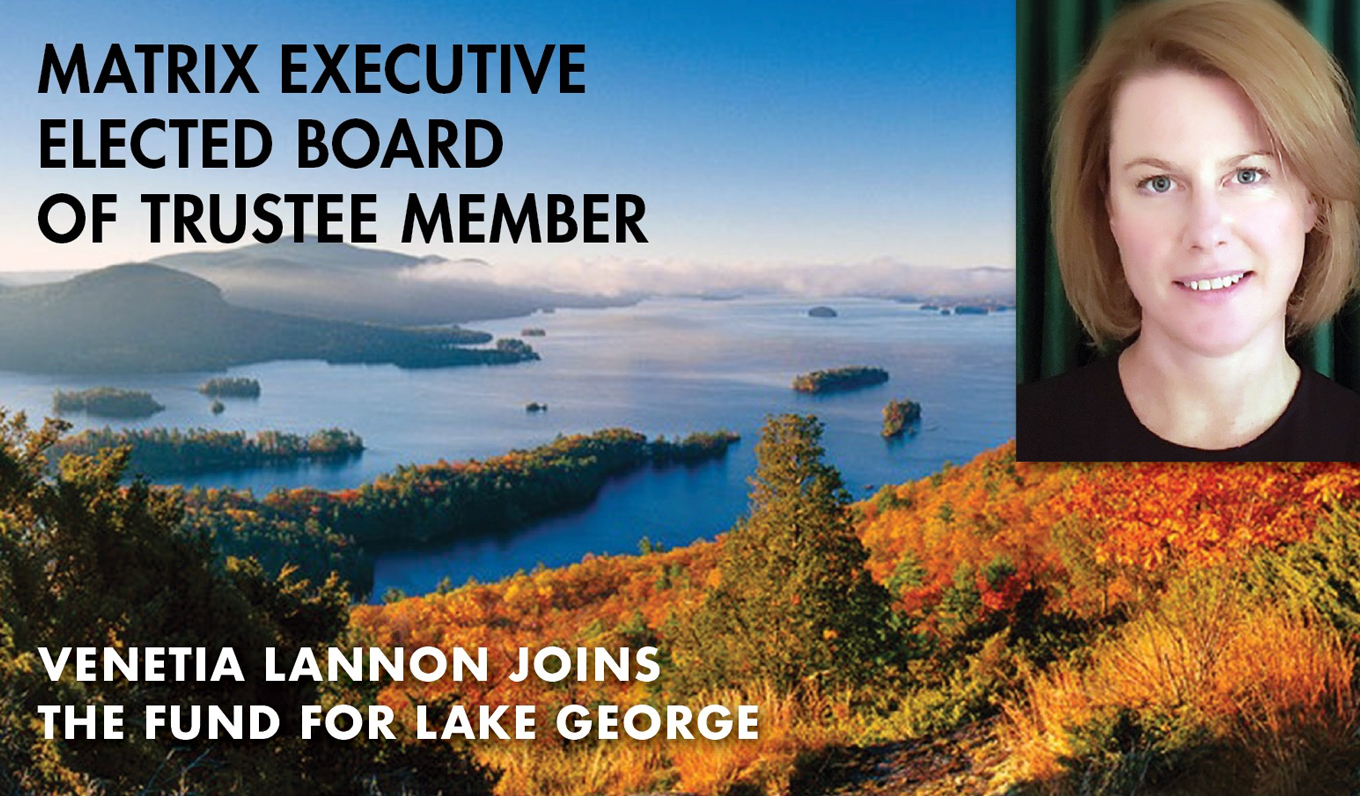 MATRIX EXECUTIVE
ELECTED BOARD
OF TRUSTEE MEMBER
VENETIA LANNON JOINS
THE FUND FOR LAKE GEORGE